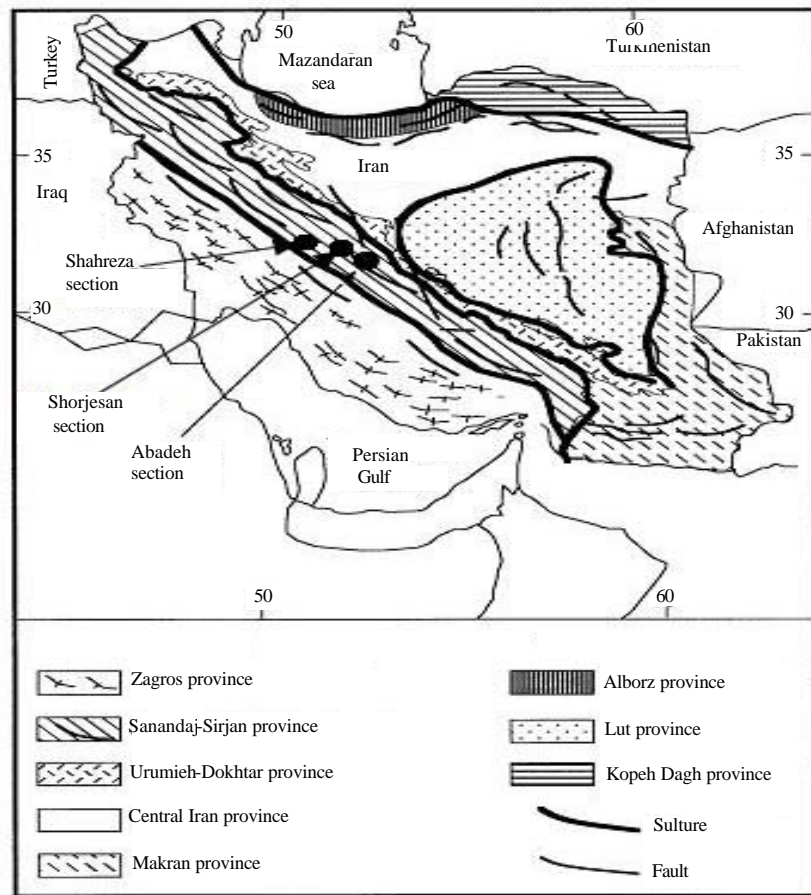 50
60
Turkey
Mazandaran
sea
Turkmenistan
35
35
Iran
Iraq
Afghanistan
Shahreza
section
30
30
Pakistan
Shorjesan
section
Abadeh
section
Persian
Gulf
50
60
Zagros province
Sanandaj-Sirjan province
Urumieh-Dokhtar province
Central Iran province
Makran province
Alborz province
Lut province
Kopeh Dagh province
Sulture
Fault